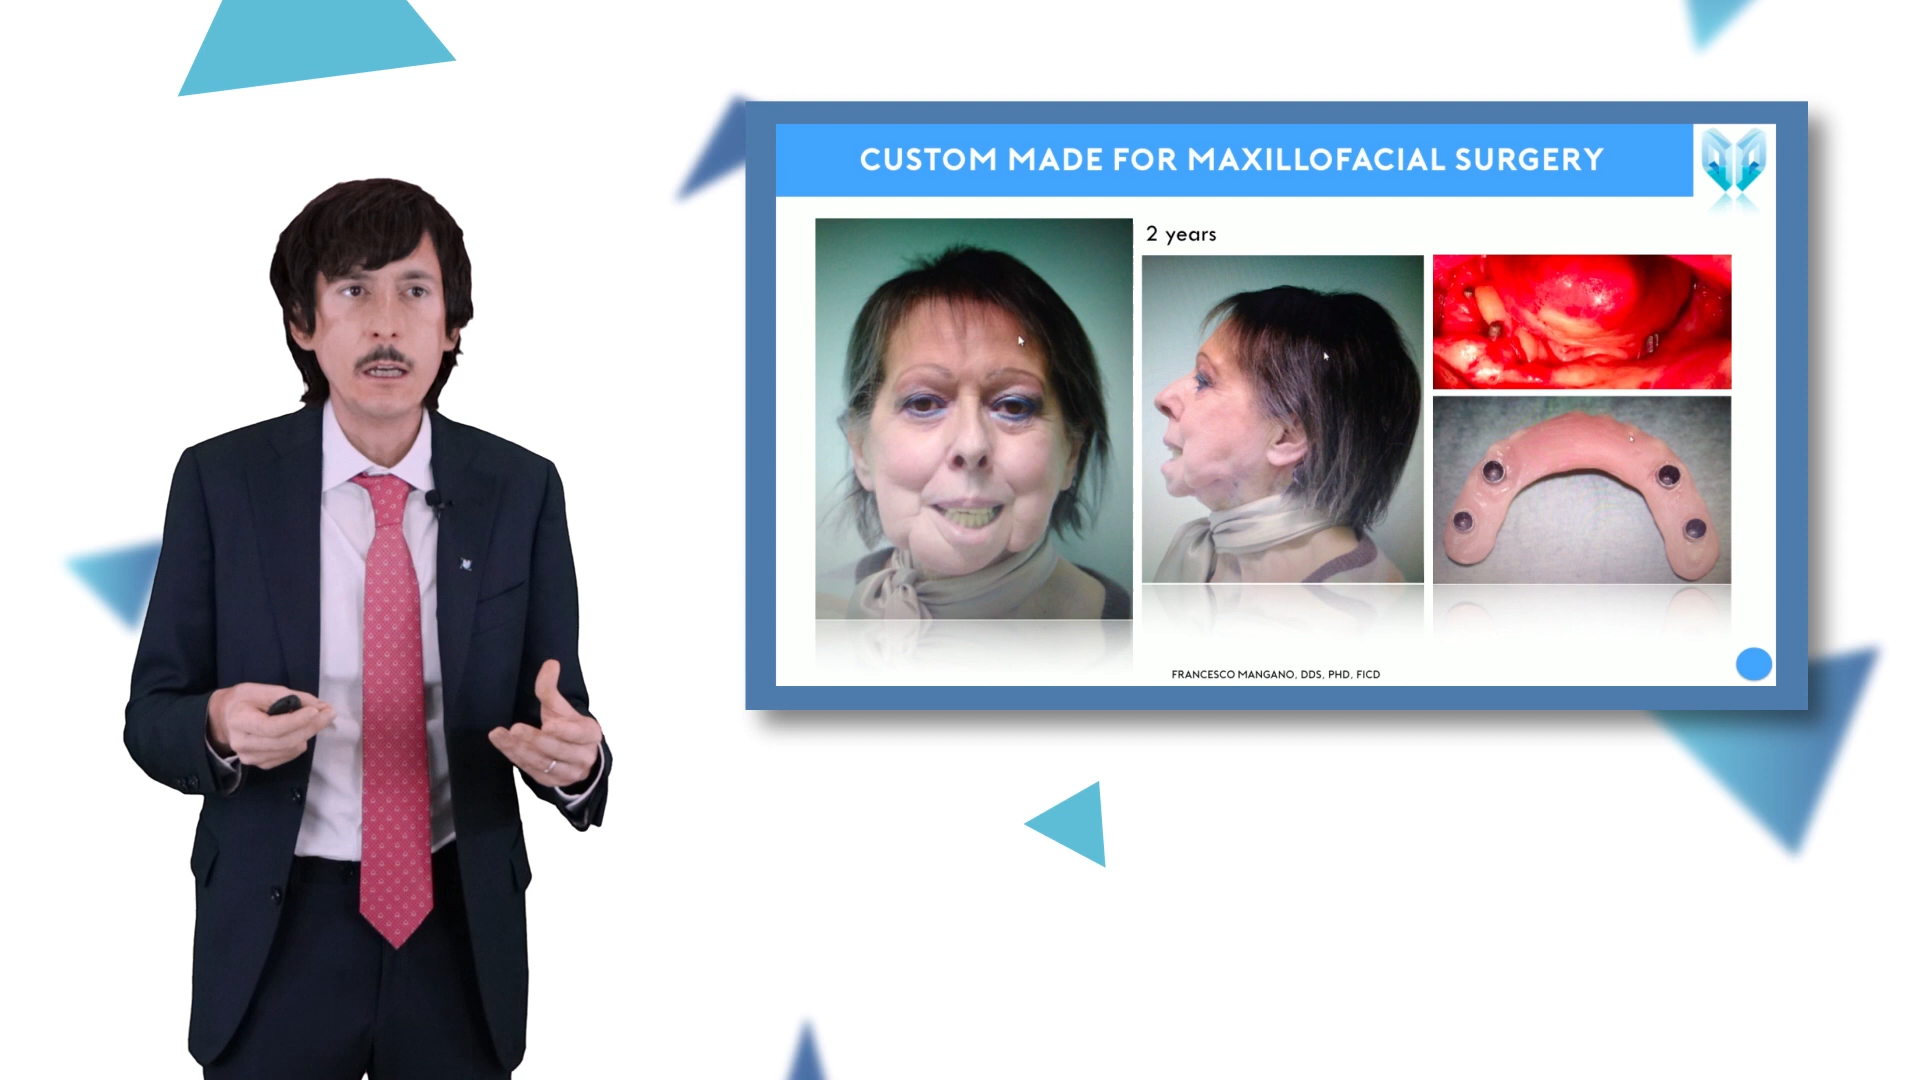 CUSTOM MADE FOR MAXILLOFACIAL SURGERY
2 years
FRANCESCO MANGANO, DDS, PHD, FICD